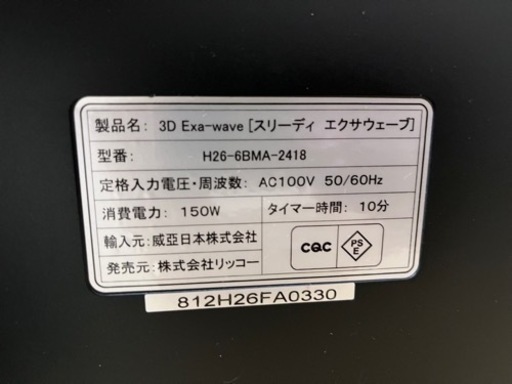 製品名: 3D Exa-wave [スリーディ エクサウェーブ]
型番: H26-6BMA-2418
定格入力電圧・周波数: AC100V 50/60Hz
消費電力: 150W タイマー時間: 10分
輸入元: 威亞日本株式会社
発売元: 株式会社リッコー
CQC
PS
E
812H26FA0330